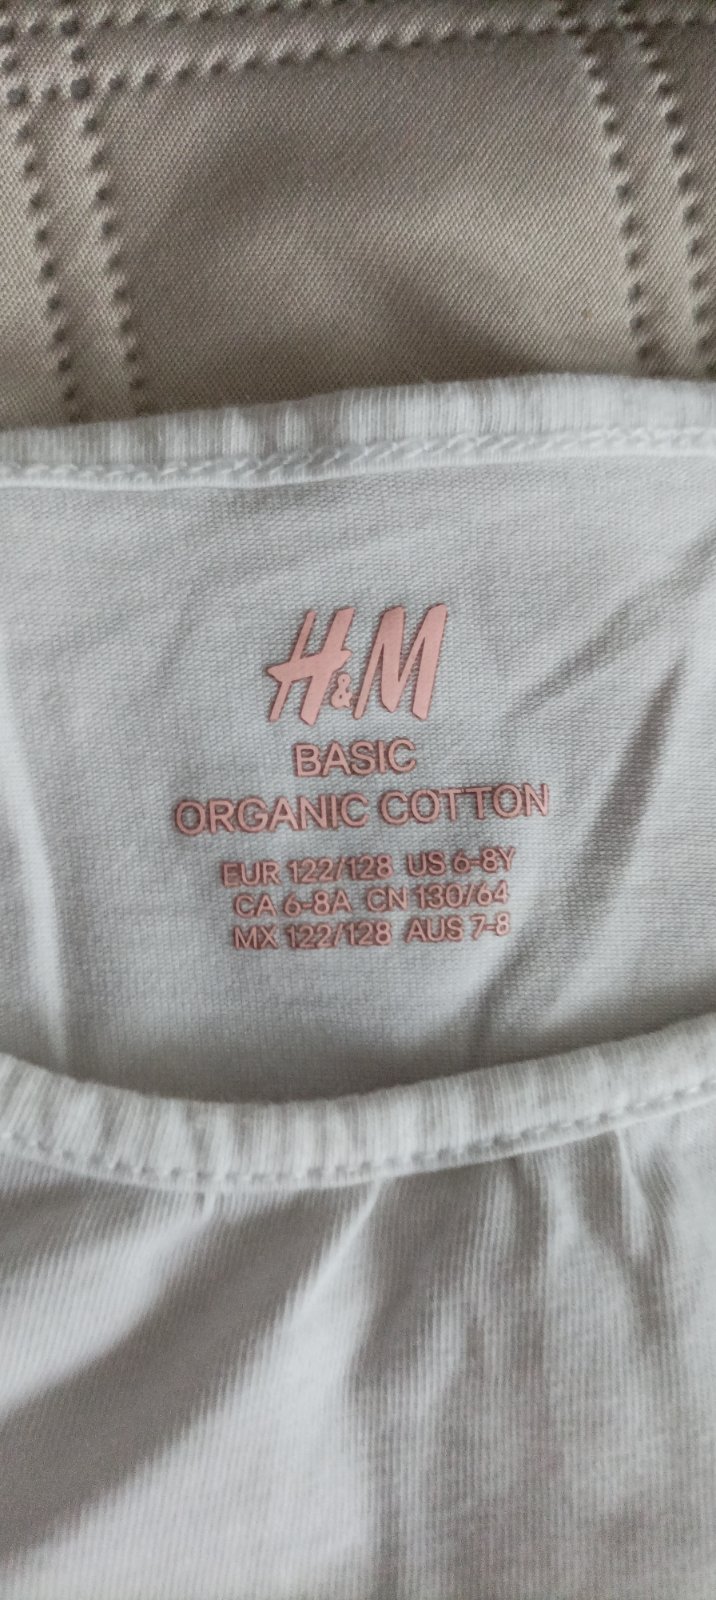 H&M
BASIC
ORGANIC COTTON
EUR 122/128 US 6-8Y
CA 6-8A CN 130/64
MX 122/128 AUS 7-8